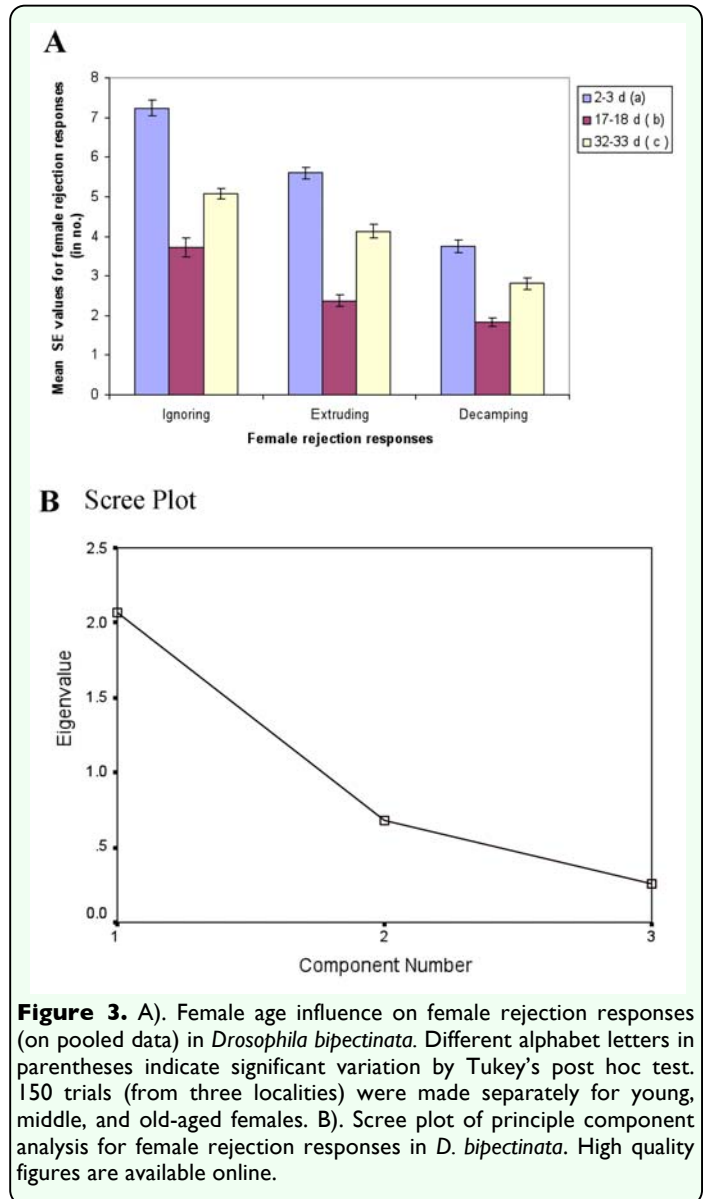 A
8
7
6
5
4
3
2
1
0
Mean SE values for female rejection responses
(in no.)
Ignoring
Extruding
Decamping
Female rejection responses
2-3 d (a)
17-18 d ( b )
32-33 d ( c )
B Scree Plot
2.5
2.0
1.5
1.0
.5
0.0
Eigenvalue
1
2
3
Component Number
Figure 3. A). Female age influence on female rejection responses
(on pooled data) in Drosophila bipectinata. Different alphabet letters in
parentheses indicate significant variation by Tukey's post hoc test.
150 trials (from three localities) were made separately for young,
middle, and old-aged females. B). Scree plot of principle component
analysis for female rejection responses in D. bipectinata. High quality
figures are available online.